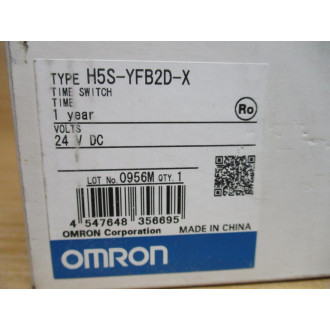 TYPE H5S-YFB2D-X
TIME SWITCH
TIME
1 year
VOLTS
24 V DC
Ro
LOT No. 0956M QTY. 1
4 547648 356695
OMRON Corporation MADE IN CHINA
OMRON